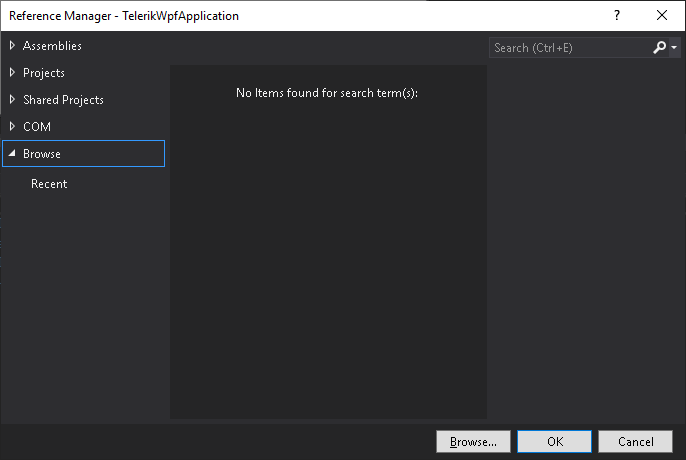 Reference Manager - TelerikWpfApplication
?
Assemblies
Projects
Shared Projects
COM
Browse
Recent
No Items found for search term(s):
Search (Ctrl+E)
Browse...
OK
Cancel